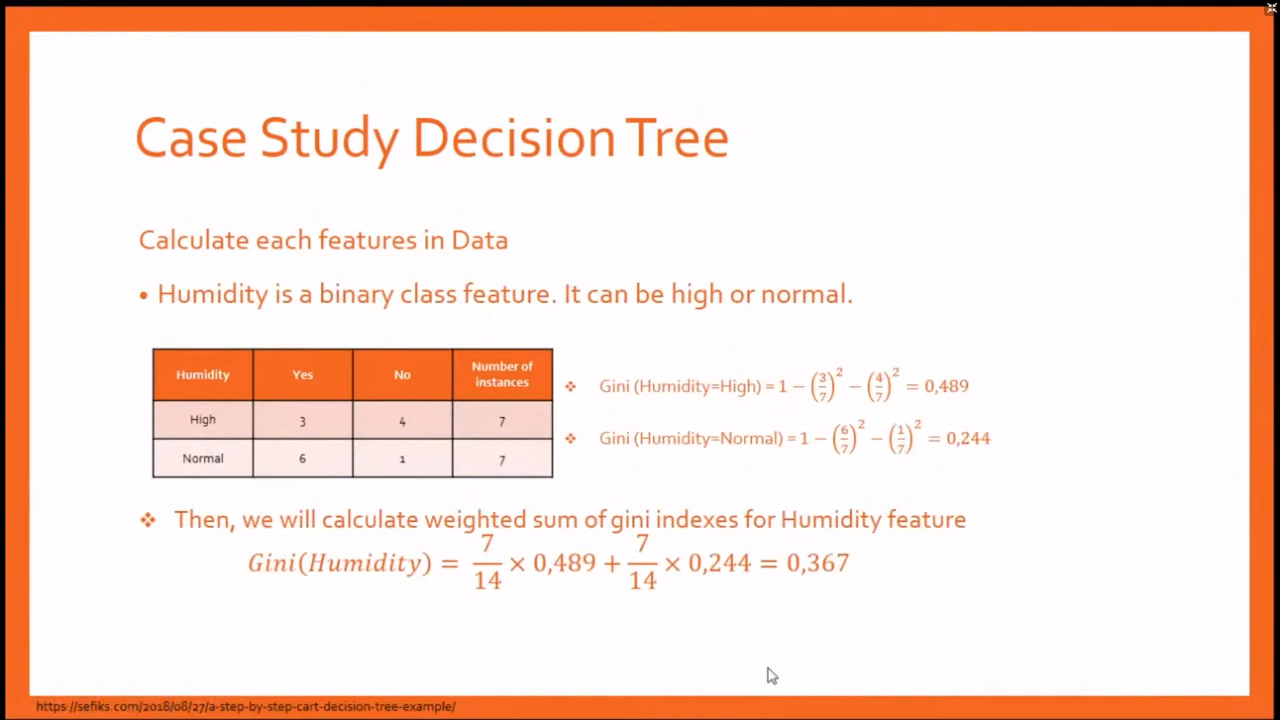 Case Study Decision Tree
Calculate each features in Data
• Humidity is a binary class feature. It can be high or normal.
Humidity Yes No Number of instances
High 3 4 7
Normal 6 1 7
❖ Gini (Humidity=High) = 1 − (3/7)² − (4/7)² = 0,489
❖ Gini (Humidity=Normal) = 1 − (6/7)² − (1/7)² = 0,244
❖ Then, we will calculate weighted sum of gini indexes for Humidity feature
Gini(Humidity) = 7/14 × 0,489 + 7/14 × 0,244 = 0,367
https://sefiks.com/2018/08/27/a-step-by-step-cart-decision-tree-example/